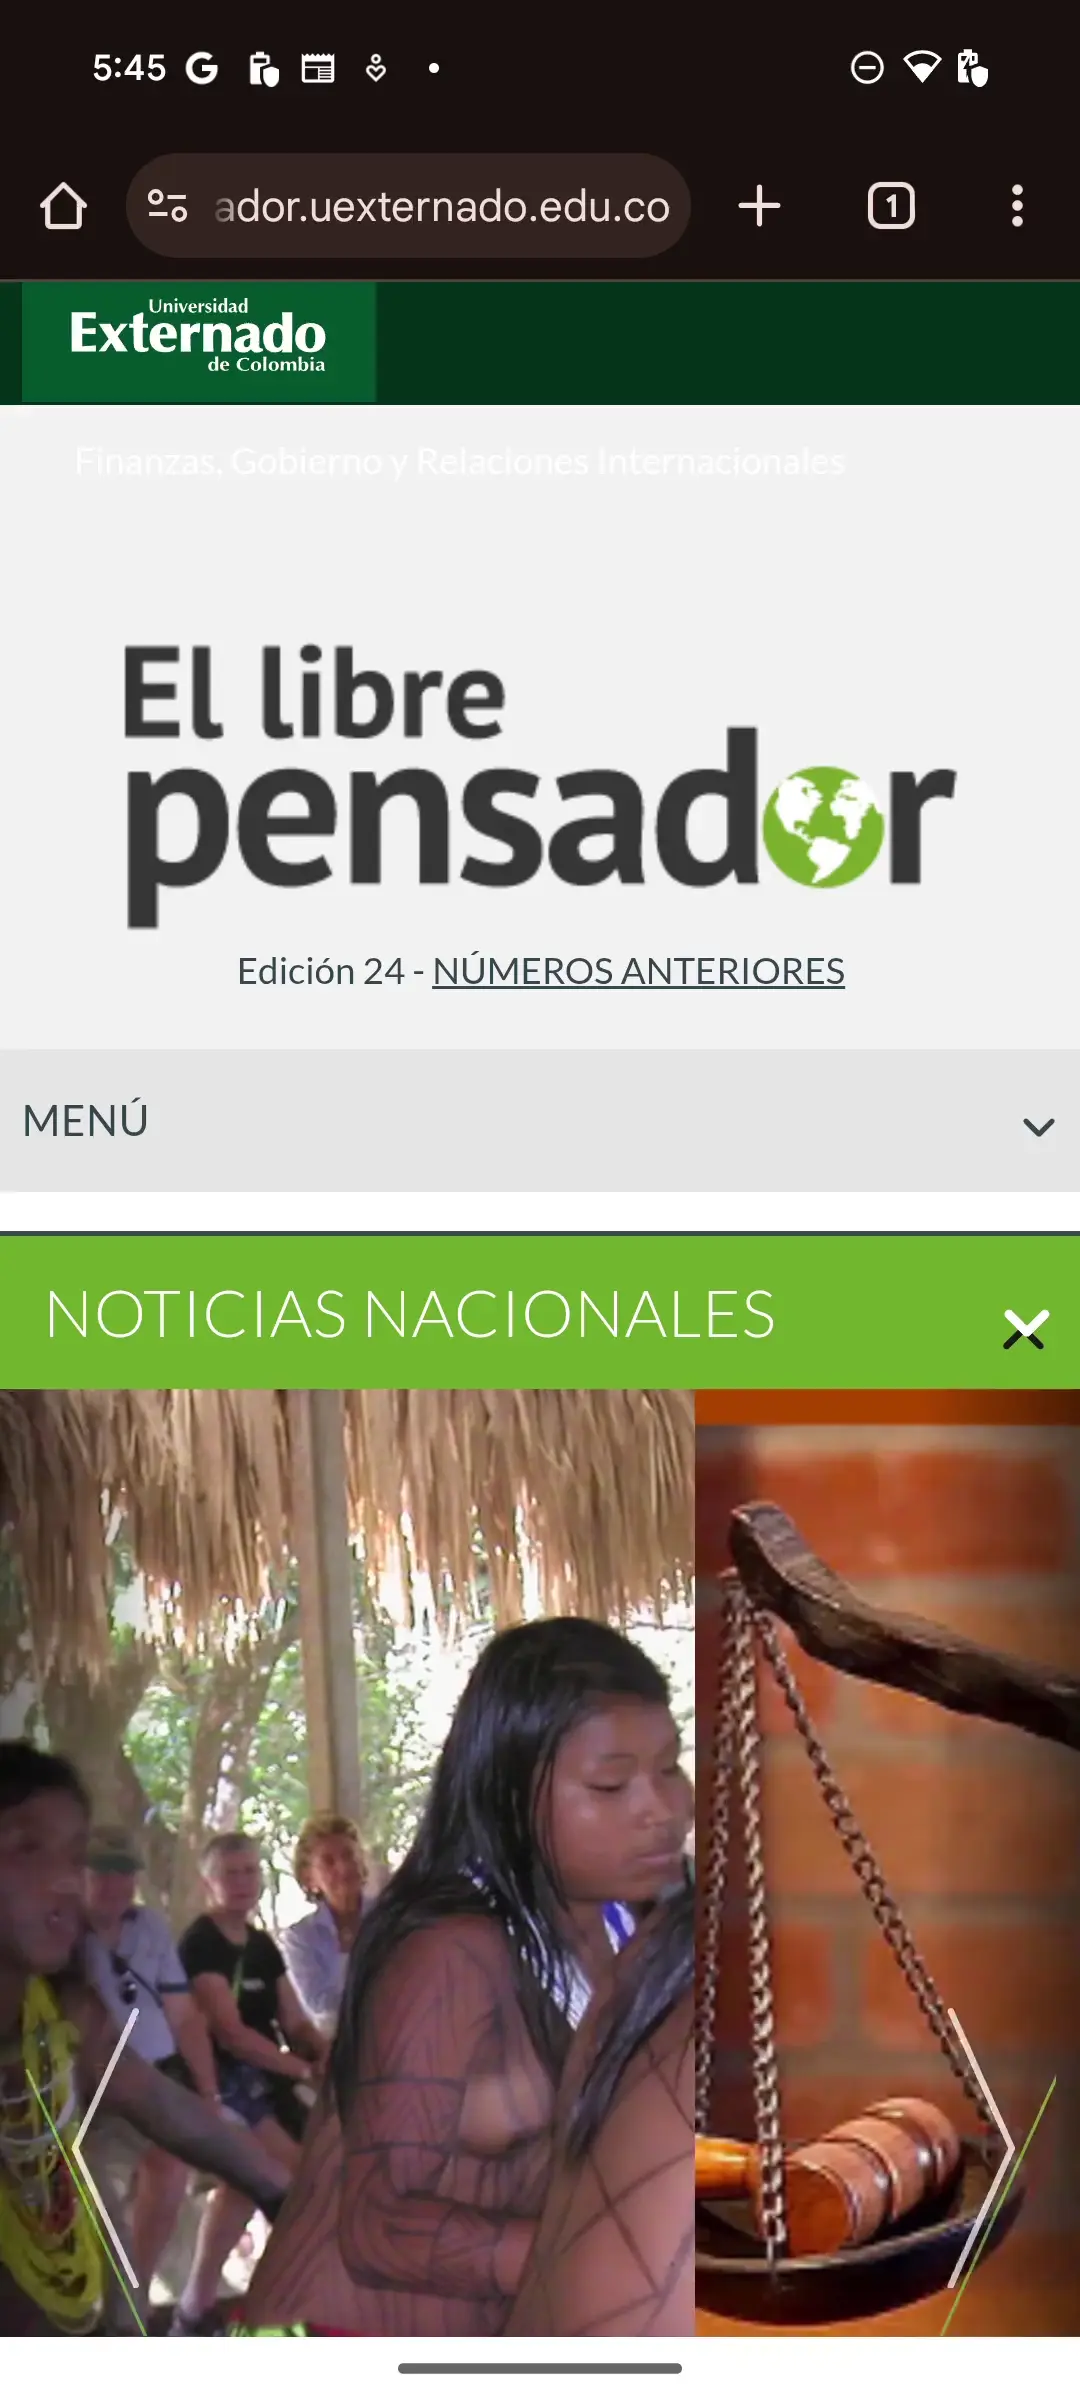 5:45
ador.uexternado.edu.co
1
Universidad
Externado
de Colombia
Finanzas, Gobierno y Relaciones Internacionales
El libre
pensador
Edición 24 - NÚMEROS ANTERIORES
MENÚ
NOTICIAS NACIONALES